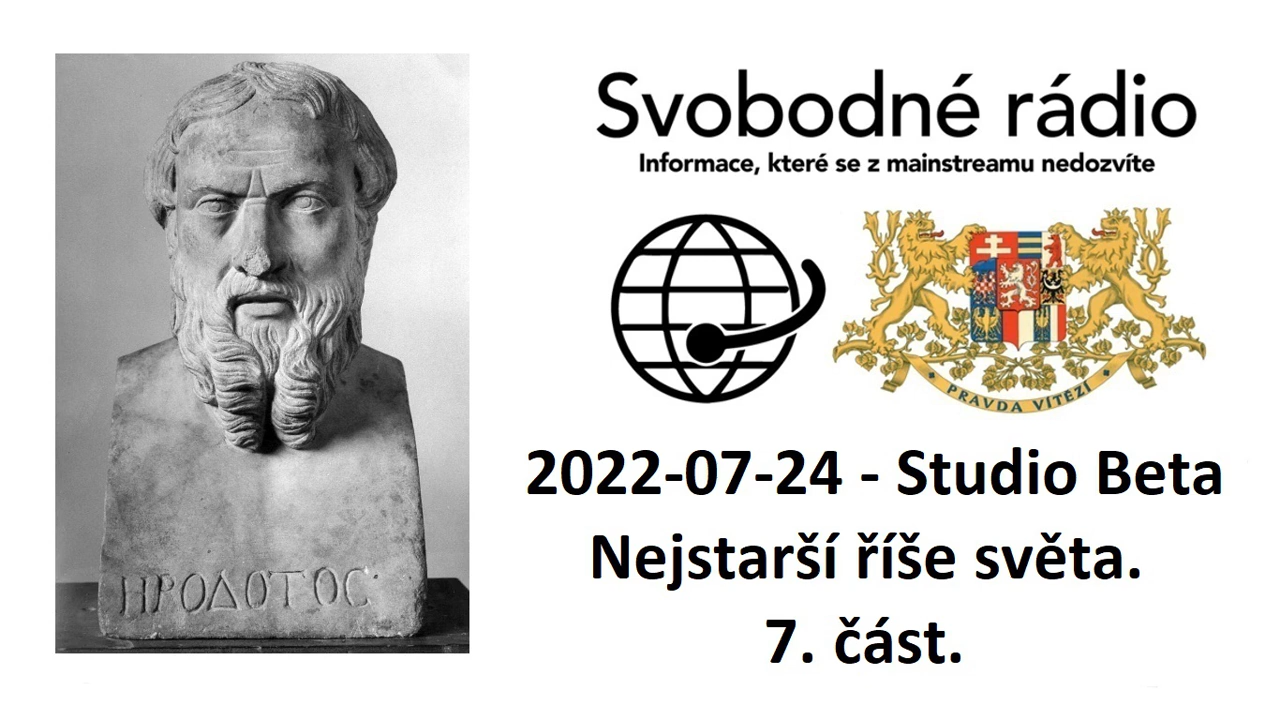 ΗΡΟΔΟΤΟC
Svobodné rádio
Informace, které se z mainstreamu nedozvíte
PRAVDA VÍTĚZÍ
2022-07-24 - Studio Beta
Nejstarší říše světa.
7. část.